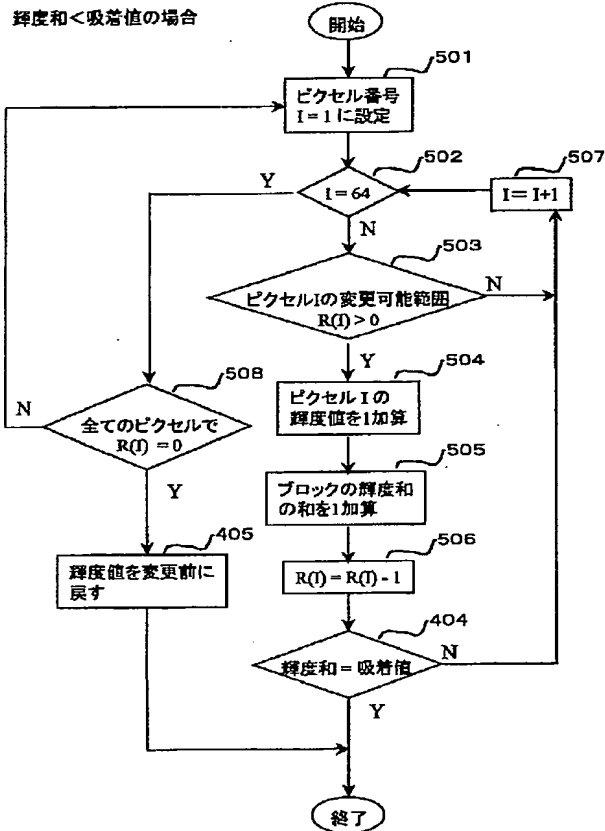 輝度和＜吸着値の場合
開始
501
ピクセル番号
I = 1 に設定
502
I = 64
Y
N
507
I = I+1
503
ピクセルIの変更可能範囲
R(I) > 0
N
Y
504
ピクセル I の
輝度値を1加算
508
全てのピクセルで
R(I) = 0
N
Y
505
ブロックの輝度和
の和を1加算
405
輝度値を変更前に
戻す
506
R(I) = R(I) - 1
404
輝度和 = 吸着値
N
Y
終了